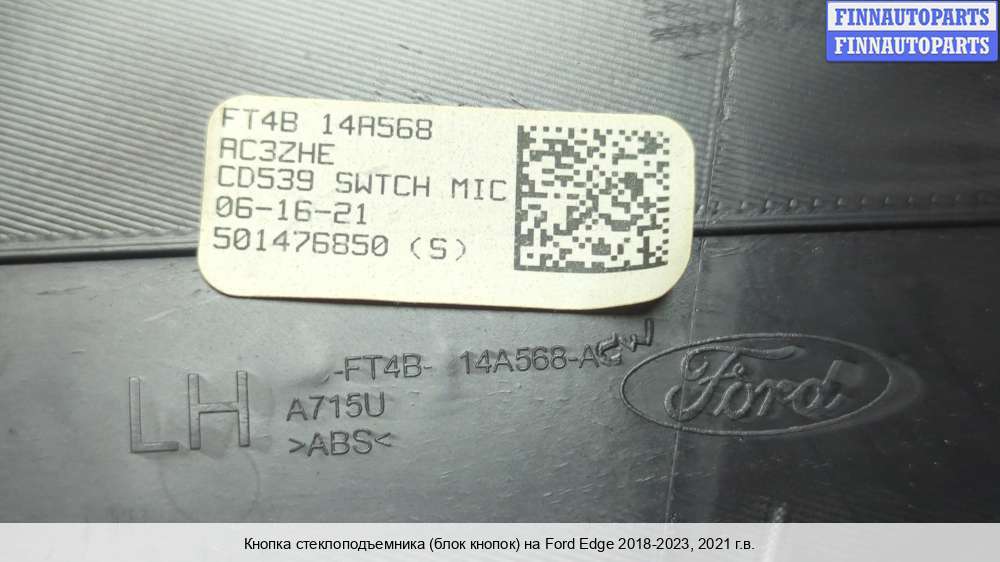 FINNAUTOPARTS
FINNAUTOPARTS
FT4B 14A568
AC3ZHE
CD539 SWTCH MIC
06-16-21
501476850 (S)
-FT4B- 14A568-A
LH
A715U
>ABS<
Ford
Кнопка стеклоподъемника (блок кнопок) на Ford Edge 2018-2023, 2021 г.в.